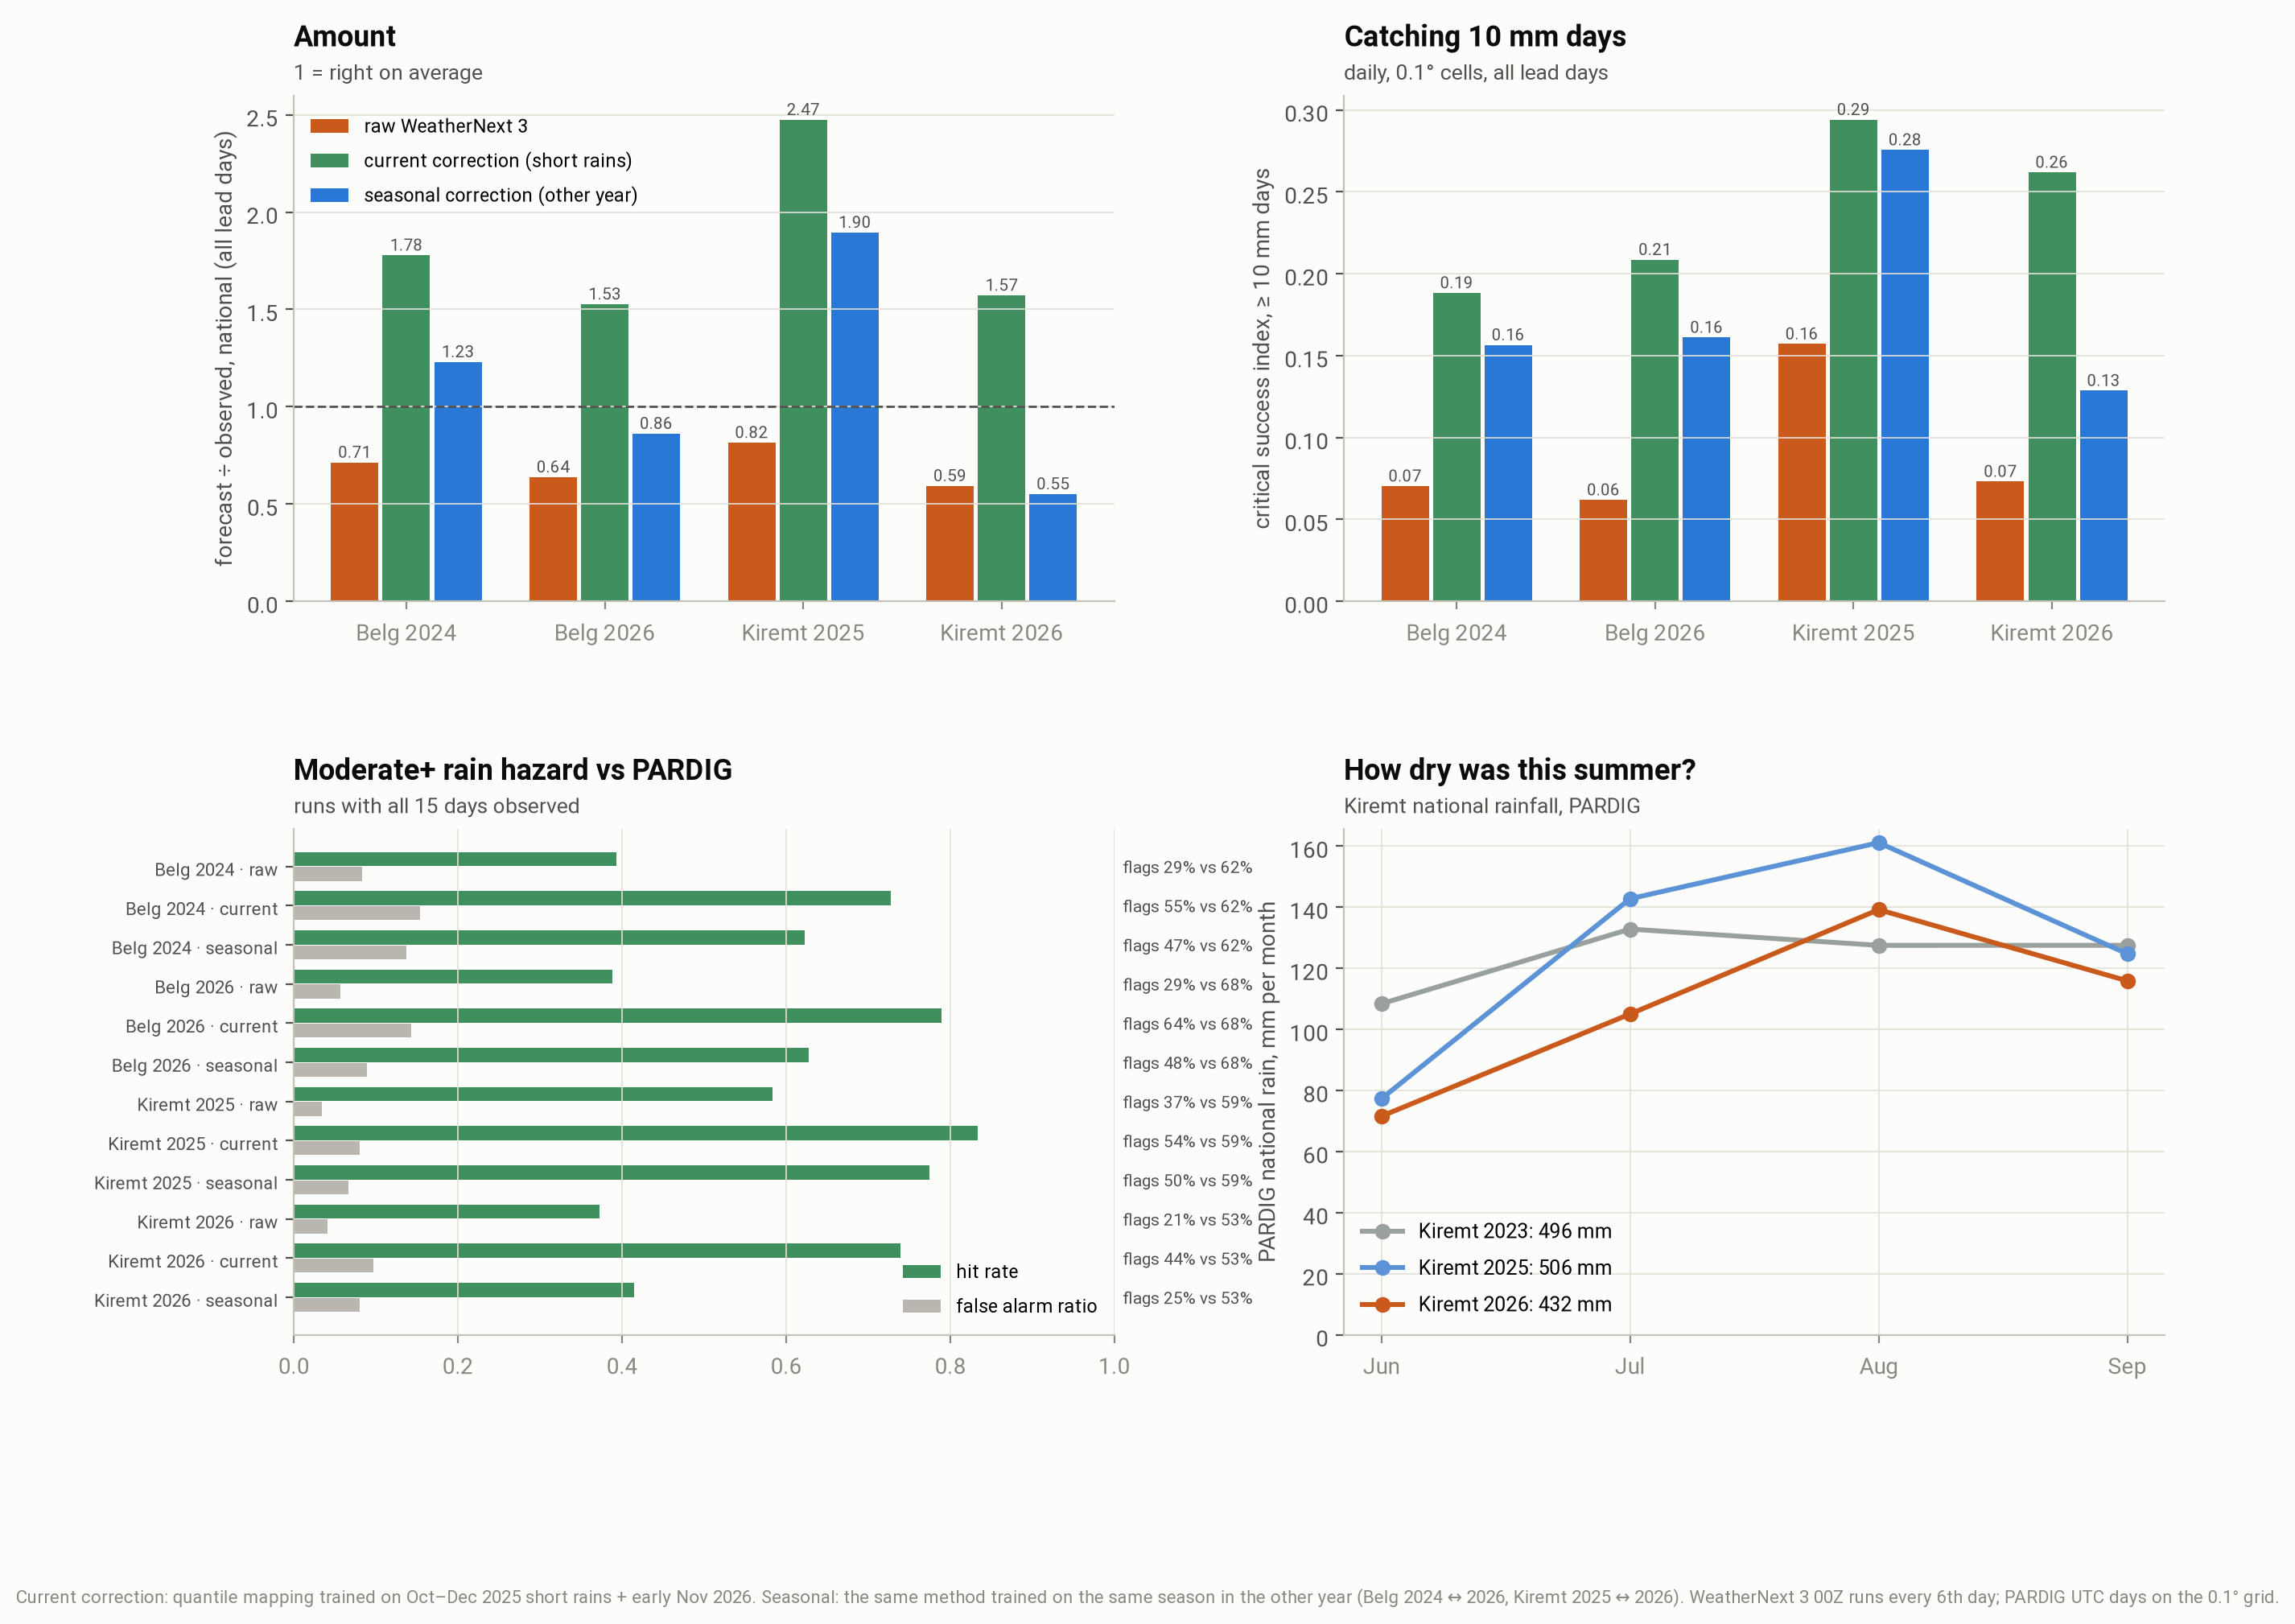 Amount
1 = right on average
forecast ÷ observed, national (all lead days)
2.5
2.0
1.5
1.0
0.5
0.0
raw WeatherNext 3
current correction (short rains)
seasonal correction (other year)
0.71
1.78
1.23
0.64
1.53
0.86
0.82
2.47
1.90
0.59
1.57
0.55
Belg 2024
Belg 2026
Kiremt 2025
Kiremt 2026
Catching 10 mm days
daily, 0.1° cells, all lead days
critical success index, ≥ 10 mm days
0.30
0.25
0.20
0.15
0.10
0.05
0.00
0.07
0.19
0.16
0.06
0.21
0.16
0.16
0.29
0.28
0.07
0.26
0.13
Belg 2024
Belg 2026
Kiremt 2025
Kiremt 2026
Moderate+ rain hazard vs PARDIG
runs with all 15 days observed
Belg 2024 · raw
flags 29% vs 62%
Belg 2024 · current
flags 55% vs 62%
Belg 2024 · seasonal
flags 47% vs 62%
Belg 2026 · raw
flags 29% vs 68%
Belg 2026 · current
flags 64% vs 68%
Belg 2026 · seasonal
flags 48% vs 68%
Kiremt 2025 · raw
flags 37% vs 59%
Kiremt 2025 · current
flags 54% vs 59%
Kiremt 2025 · seasonal
flags 50% vs 59%
Kiremt 2026 · raw
flags 21% vs 53%
Kiremt 2026 · current
flags 44% vs 53%
Kiremt 2026 · seasonal
flags 25% vs 53%
hit rate
false alarm ratio
0.0
0.2
0.4
0.6
0.8
1.0
How dry was this summer?
Kiremt national rainfall, PARDIG
PARDIG national rain, mm per month
160
140
120
100
80
60
40
20
0
Kiremt 2023: 496 mm
Kiremt 2025: 506 mm
Kiremt 2026: 432 mm
Jun
Jul
Aug
Sep
Current correction: quantile mapping trained on Oct–Dec 2025 short rains + early Nov 2026. Seasonal: the same method trained on the same season in the other year (Belg 2024 ↔ 2026, Kiremt 2025 ↔ 2026). WeatherNext 3 00Z runs every 6th day; PARDIG UTC days on the 0.1° grid.